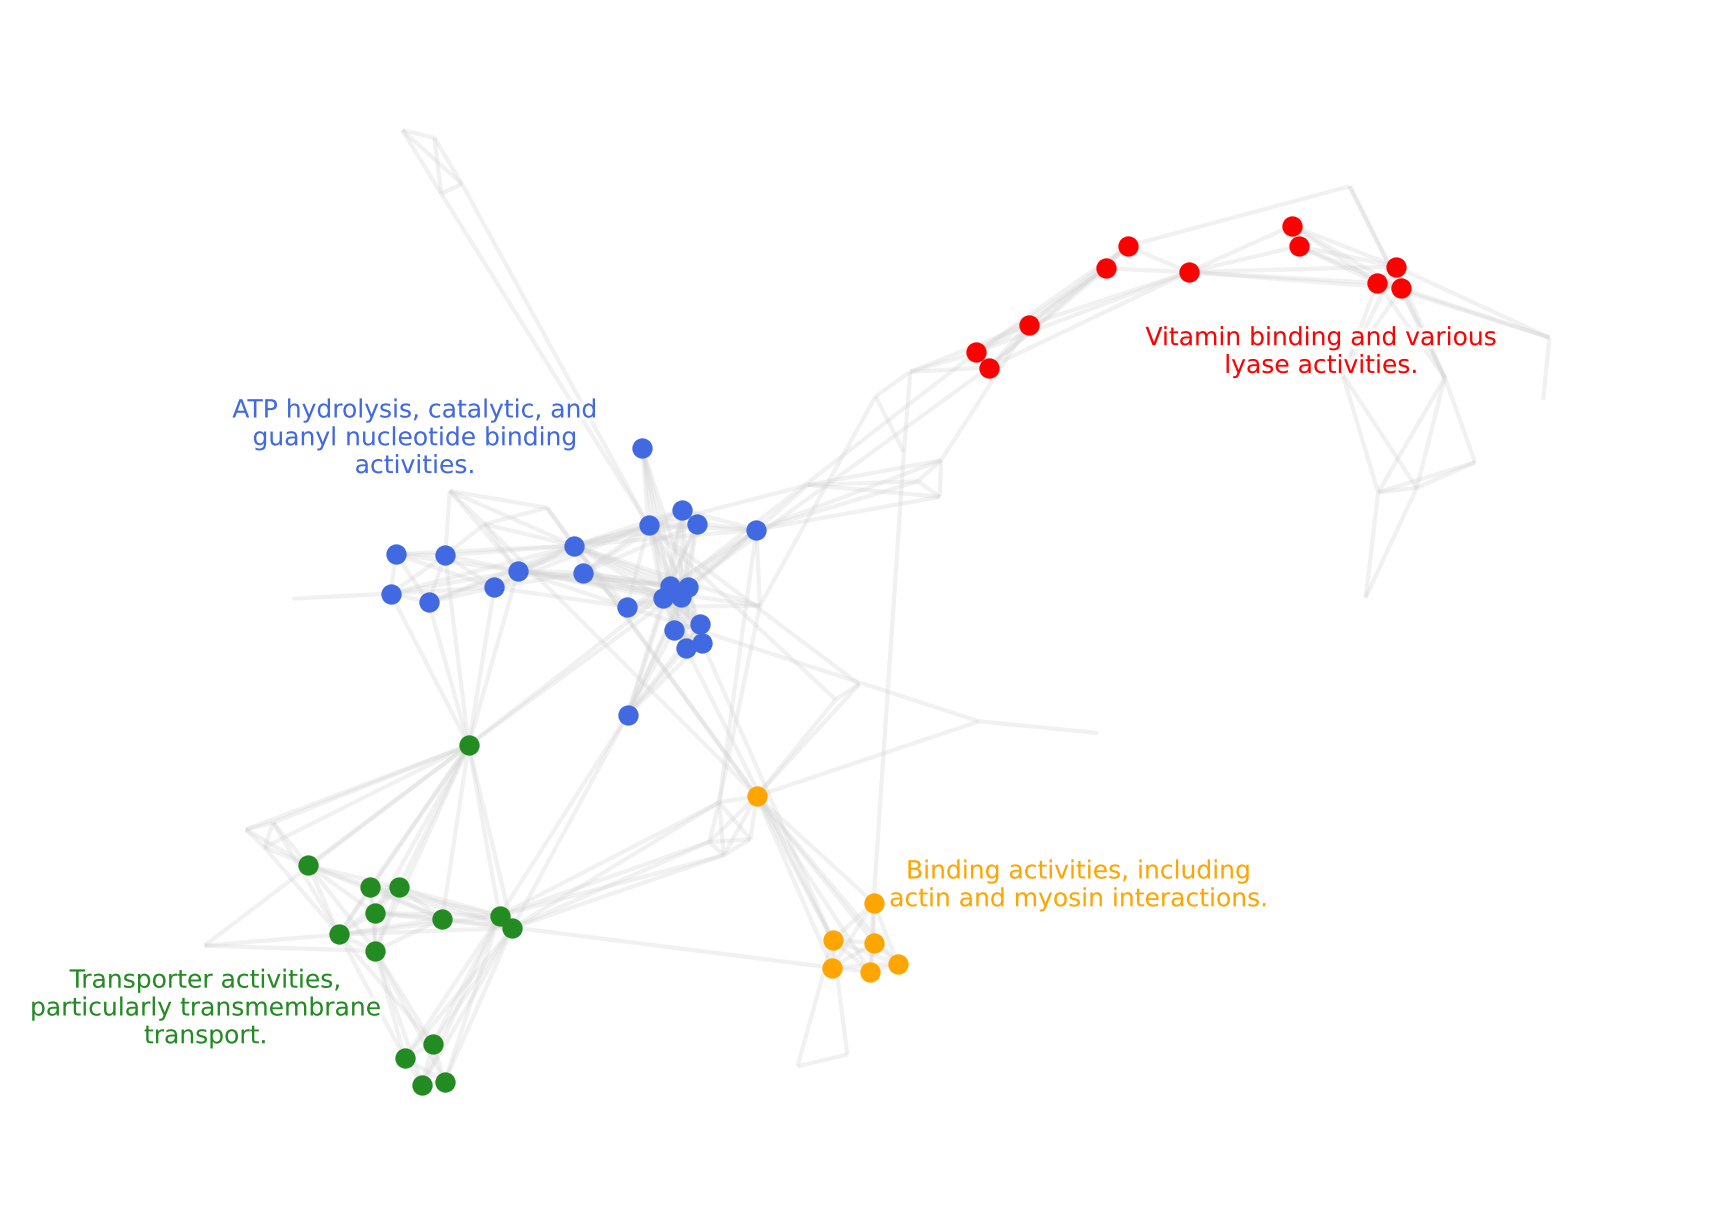 Vitamin binding and various
lyase activities.
ATP hydrolysis, catalytic, and
guanyl nucleotide binding
activities.
Binding activities, including
actin and myosin interactions.
Transporter activities,
particularly transmembrane
transport.